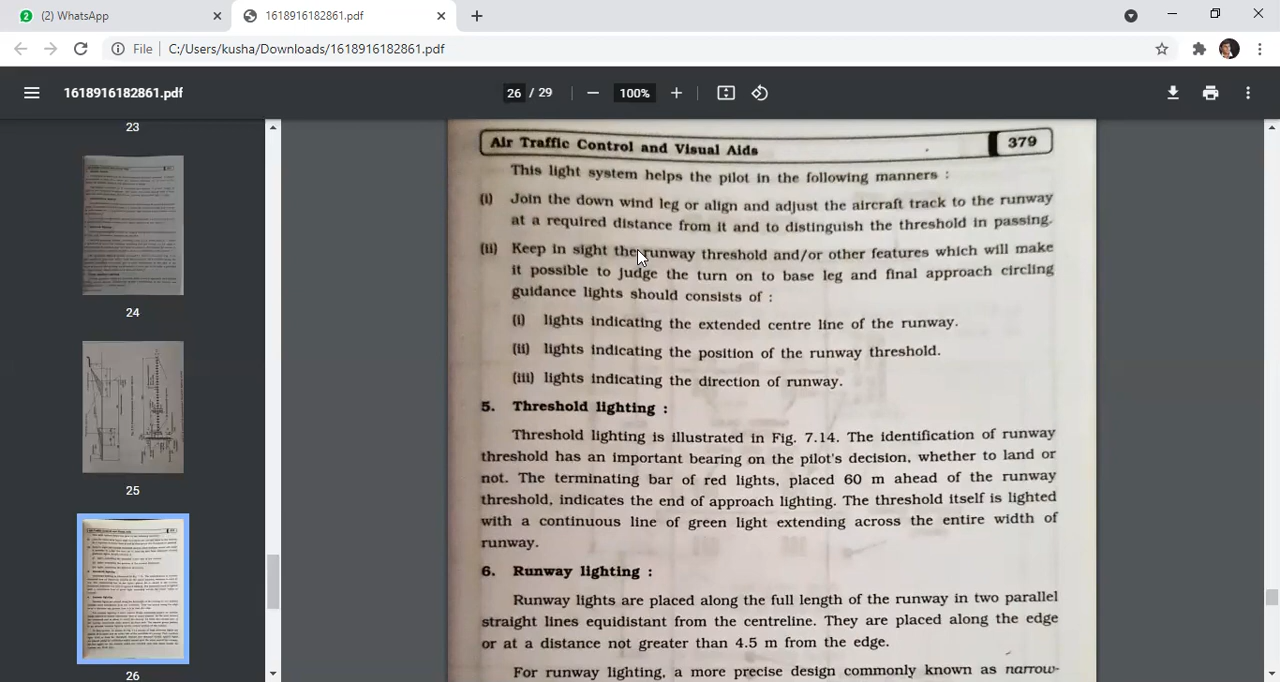 (2) WhatsApp
1618916182861.pdf
File
C:/Users/kusha/Downloads/1618916182861.pdf
1618916182861.pdf
26 / 29
100%
23
24
25
26
Air Traffic Control and Visual Aids
379
This light system helps the pilot in the following manners :
(i) Join the down wind leg or align and adjust the aircraft track to the runway
at a required distance from it and to distinguish the threshold in passing.
(ii) Keep in sight the runway threshold and/or other features which will make
it possible to judge the turn on to base leg and final approach circling
guidance lights should consists of :
(i) lights indicating the extended centre line of the runway.
(ii) lights indicating the position of the runway threshold.
(iii) lights indicating the direction of runway.
5. Threshold lighting :
Threshold lighting is illustrated in Fig. 7.14. The identification of runway
threshold has an important bearing on the pilot's decision, whether to land or
not. The terminating bar of red lights, placed 60 m ahead of the runway
threshold, indicates the end of approach lighting. The threshold itself is lighted
with a continuous line of green light extending across the entire width of
runway.
6. Runway lighting :
Runway lights are placed along the full length of the runway in two parallel
straight lines equidistant from the centreline. They are placed along the edge
or at a distance not greater than 4.5 m from the edge.
For runway lighting, a more precise design commonly known as narrow-